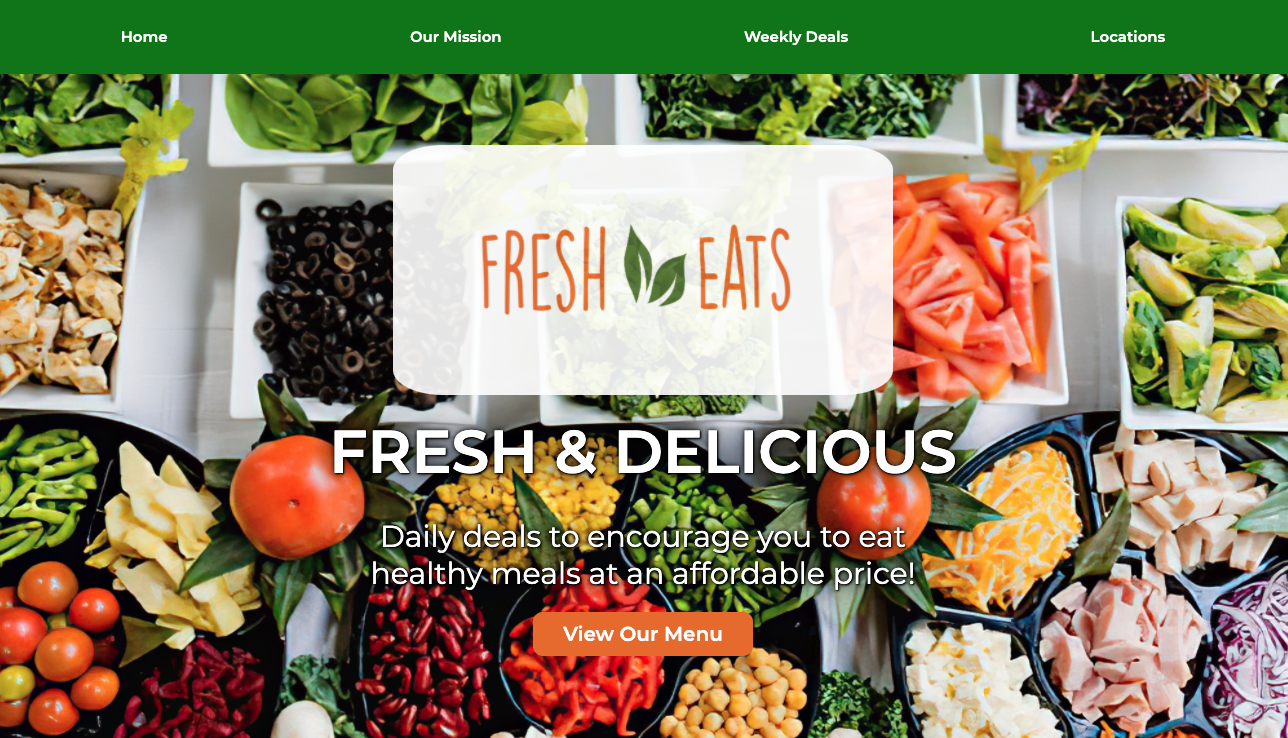 Home
Our Mission
Weekly Deals
Locations
FRESH EATS
FRESH & DELICIOUS
Daily deals to encourage you to eat
healthy meals at an affordable price!
View Our Menu